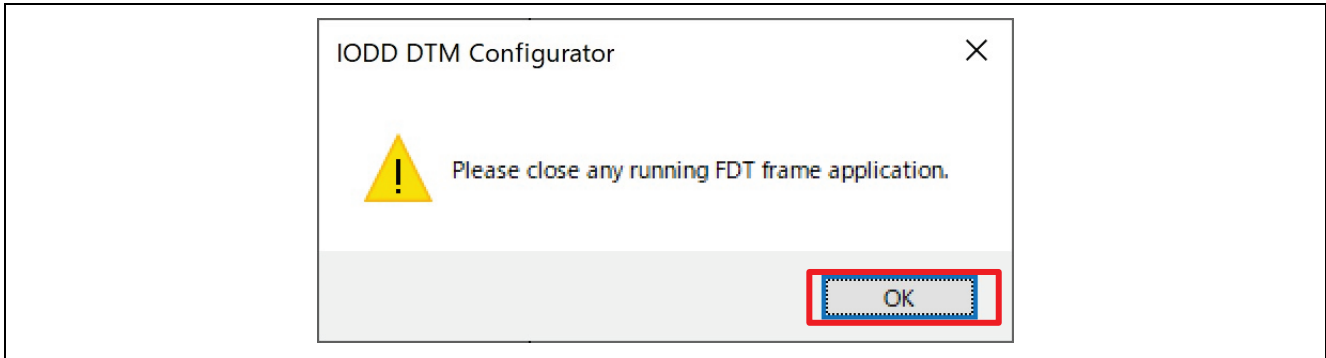 IODD DTM Configurator
Please close any running FDT frame application.
OK